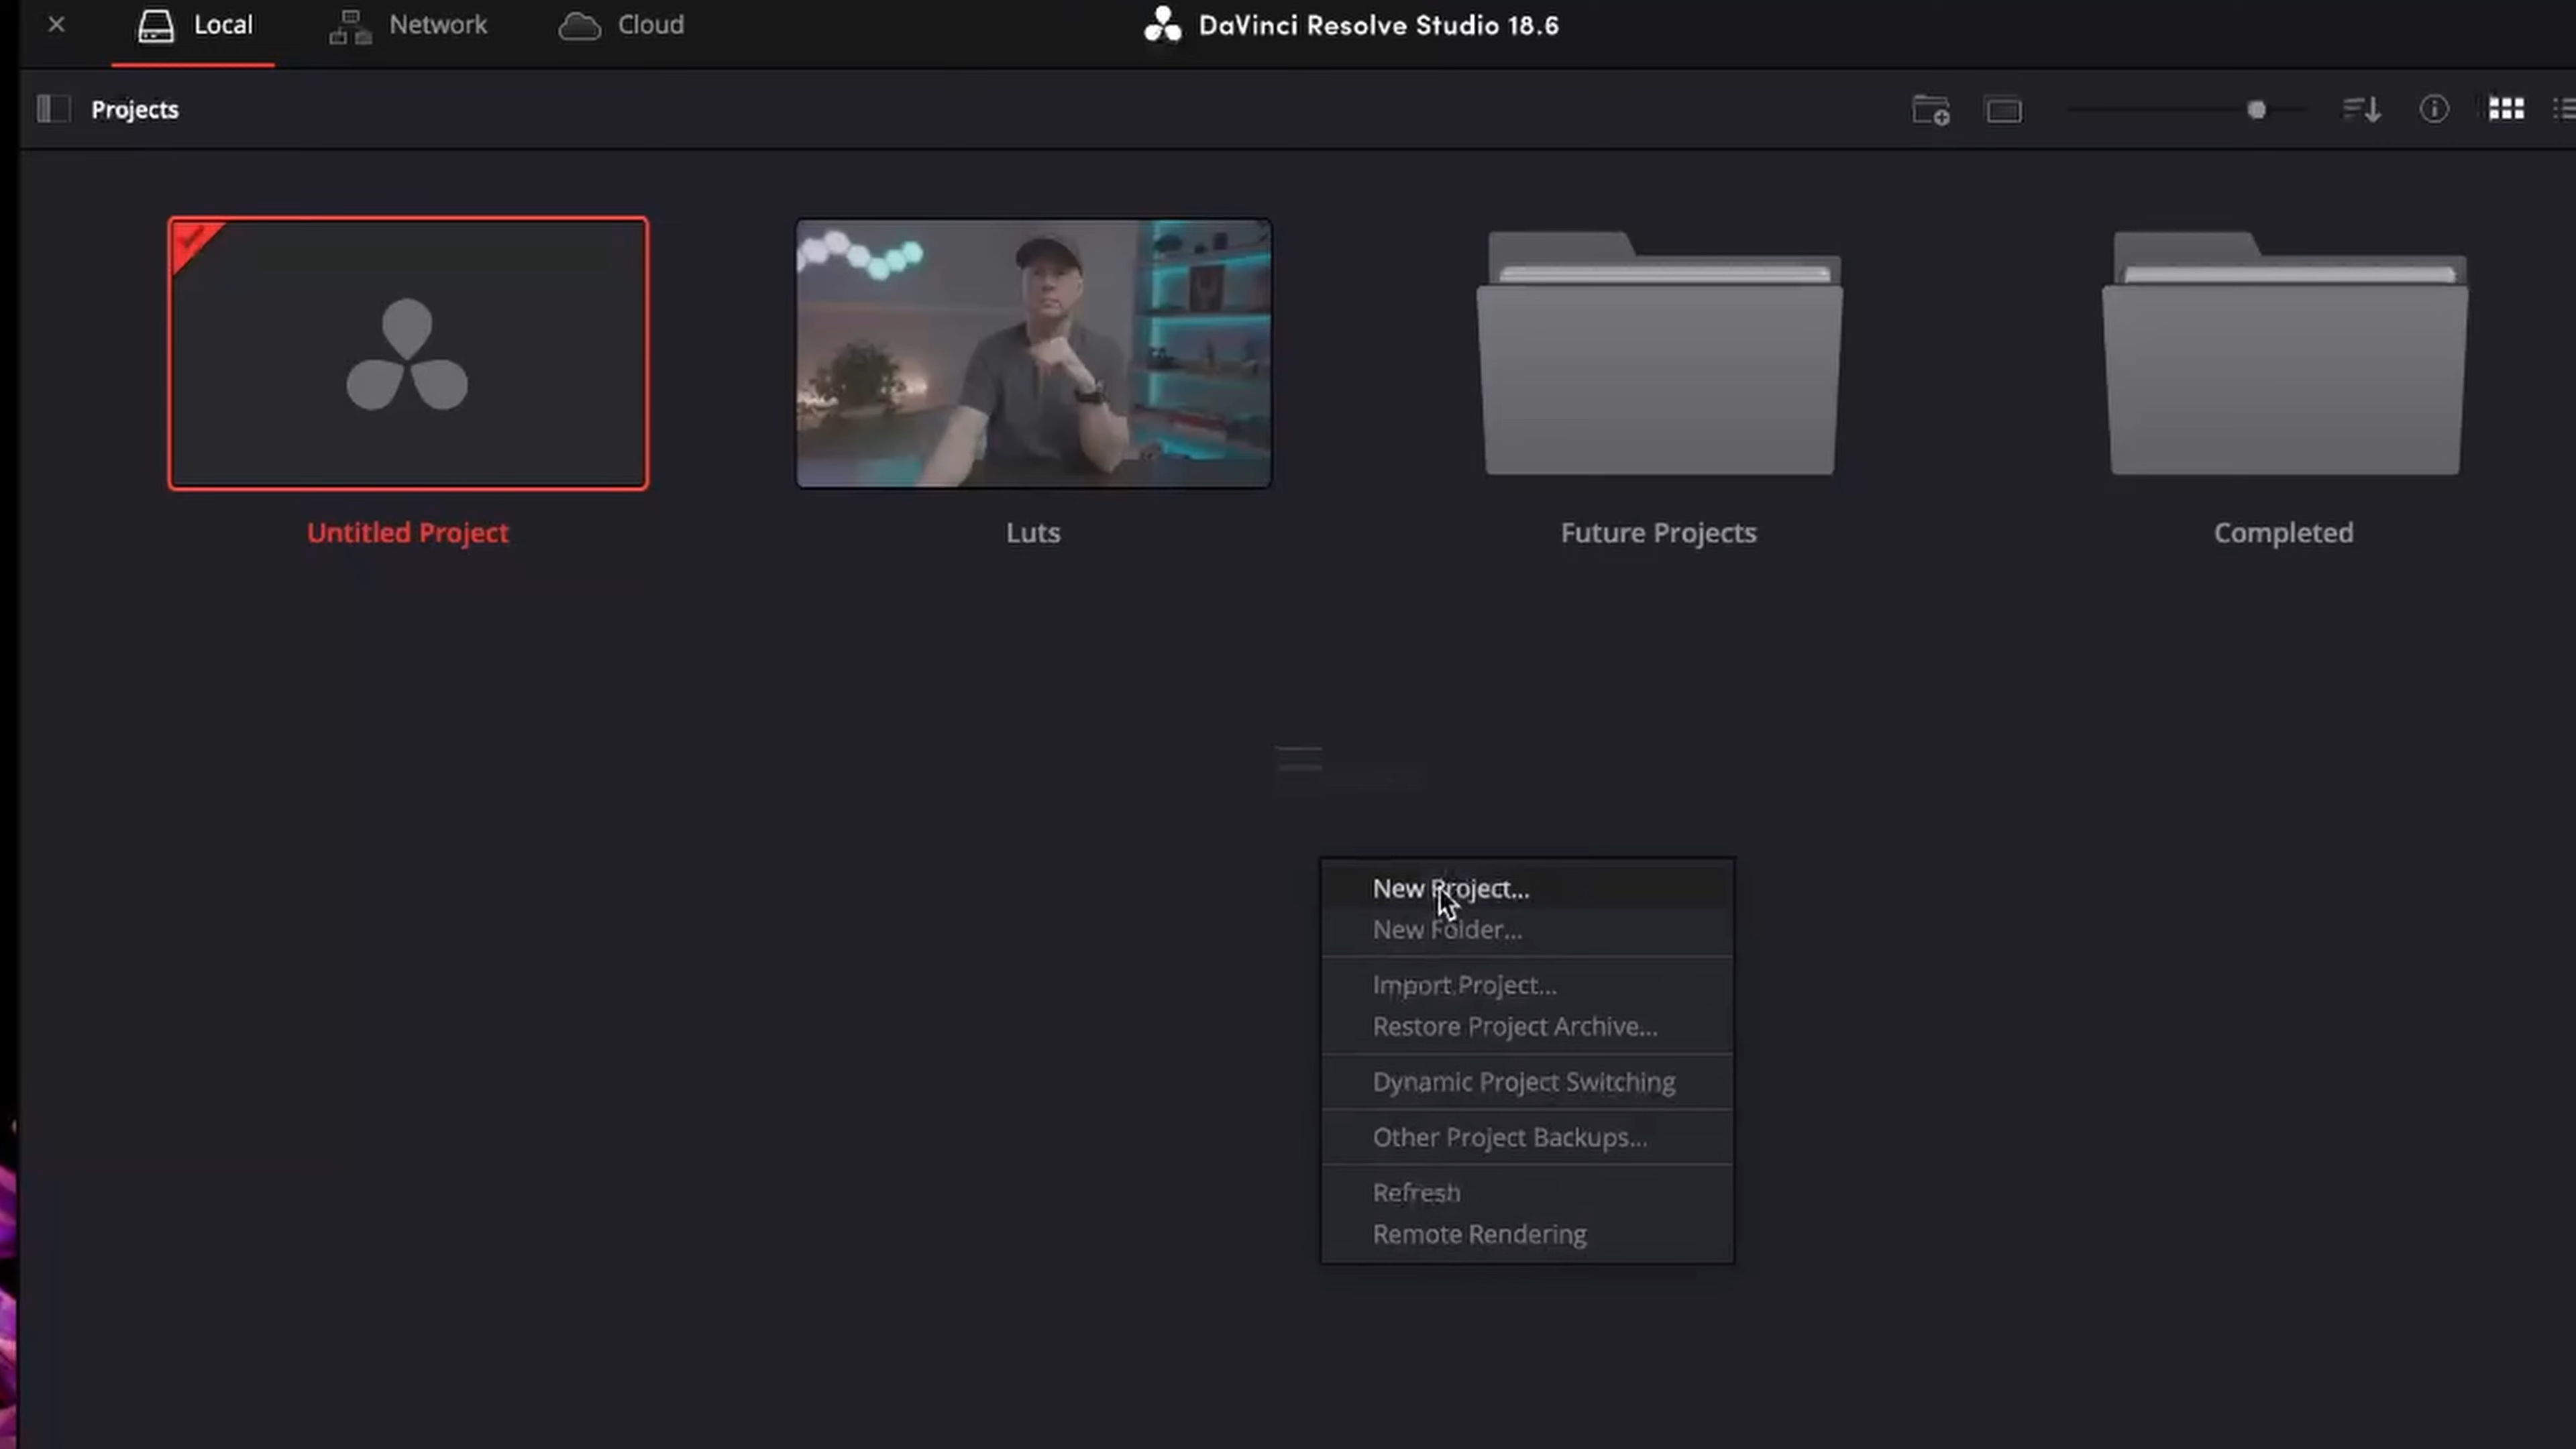 Local
Network
Cloud
DaVinci Resolve Studio 18.6
Projects
Untitled Project
Luts
Future Projects
Completed
New Project...
New Folder...
Import Project...
Restore Project Archive...
Dynamic Project Switching
Other Project Backups...
Refresh
Remote Rendering